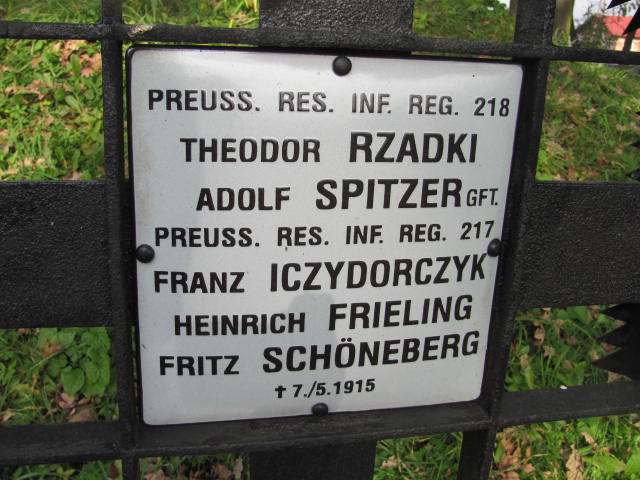 PREUSS. RES. INF. REG. 218
THEODOR RZADKI
ADOLF SPITZER GFT.
PREUSS. RES. INF. REG. 217
FRANZ ICZYDORCZYK
HEINRICH FRIELING
FRITZ SCHÖNEBERG
† 7./5.1915